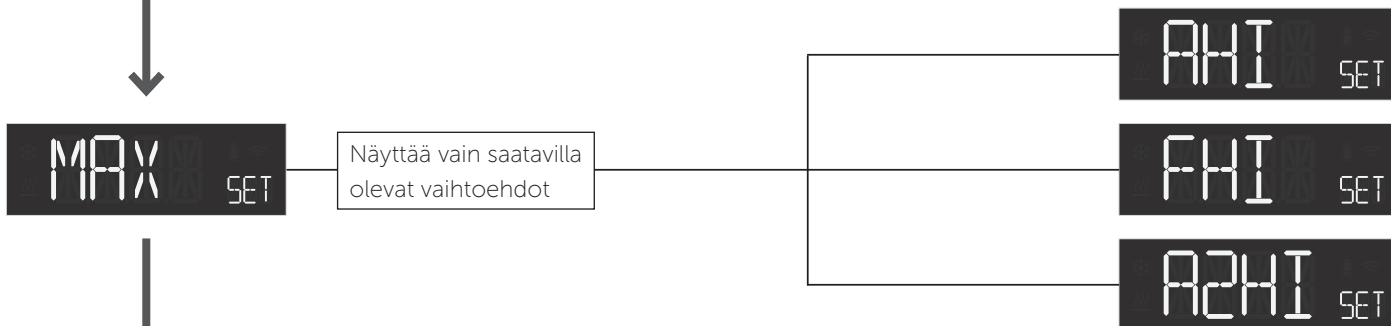 AHI
SET
MAX
SET
Näyttää vain saatavilla
olevat vaihtoehdot
FHI
SET
A2HI
SET